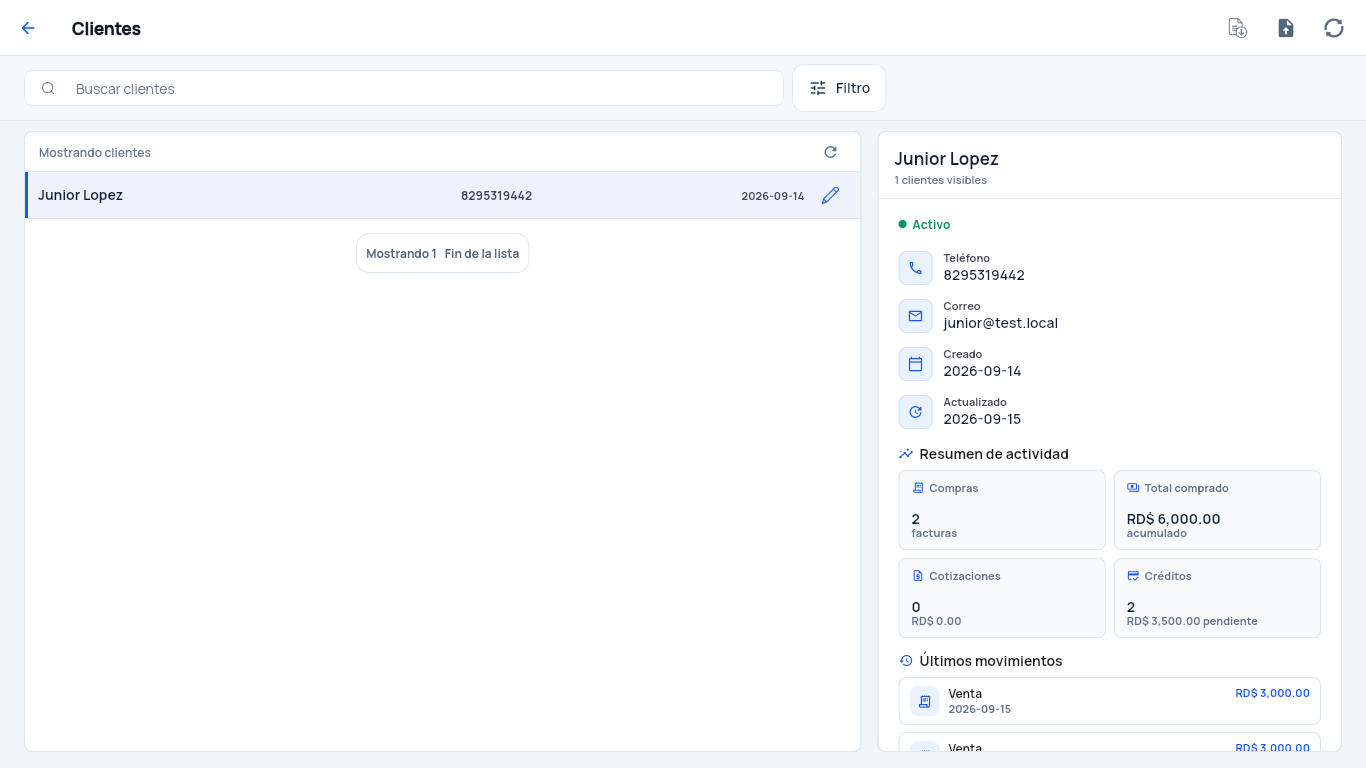 Clientes
Buscar clientes
Filtro
Mostrando clientes
Junior Lopez 8295319442 2026-09-14
Mostrando 1 Fin de la lista
Junior Lopez
1 clientes visibles
Activo
Teléfono
8295319442
Correo
junior@test.local
Creado
2026-09-14
Actualizado
2026-09-15
Resumen de actividad
Compras
2
facturas
Total comprado
RD$ 6,000.00
acumulado
Cotizaciones
0
RD$ 0.00
Créditos
2
RD$ 3,500.00 pendiente
Últimos movimientos
Venta RD$ 3,000.00
2026-09-15
Venta RD$ 3,000.00